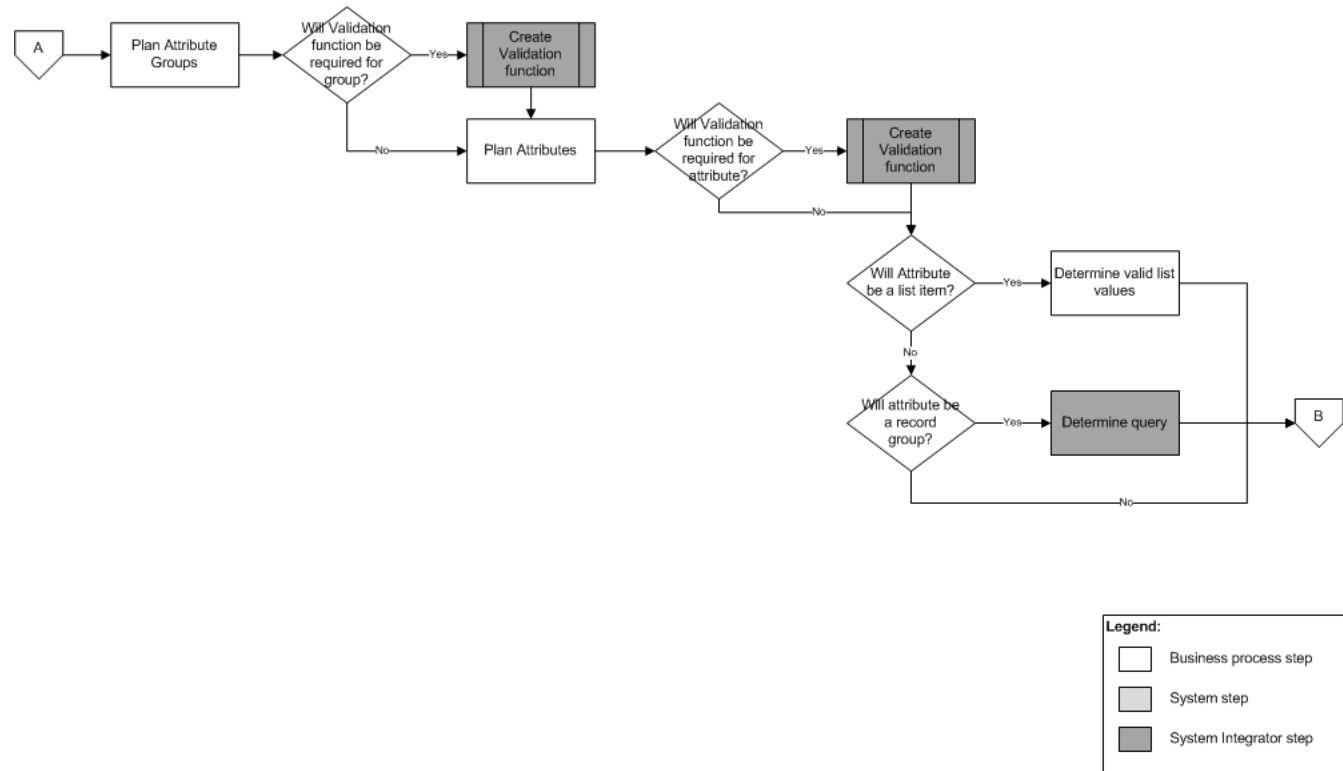 A
Plan Attribute
Groups
Will Validation
function be
required for
group?
Yes
Create
Validation
function
No
Plan Attributes
Will Validation
function be
required for
attribute?
Yes
Create
Validation
function
No
Will Attribute
be a list item?
Yes
Determine valid list
values
No
Will attribute be
a record
group?
Yes
Determine query
B
No
Legend:
Business process step
System step
System Integrator step